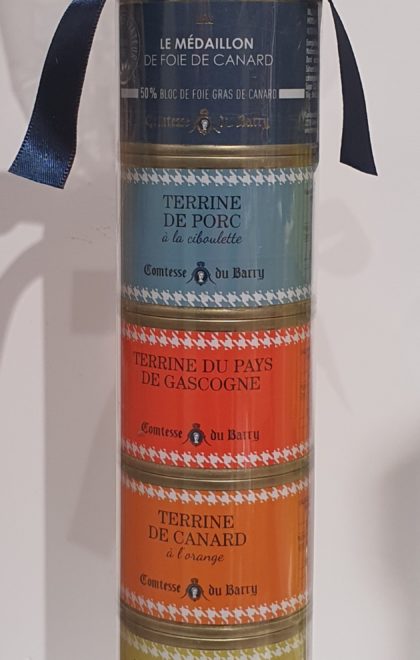 LE MÉDAILLON
DE FOIE DE CANARD
50% BLOC DE FOIE GRAS DE CANARD
Comtesse du Barry
TERRINE
DE PORC
à la ciboulette
Comtesse du Barry
TERRINE DU PAYS
DE GASCOGNE
Comtesse du Barry
TERRINE
DE CANARD
à l'orange
Comtesse du Barry